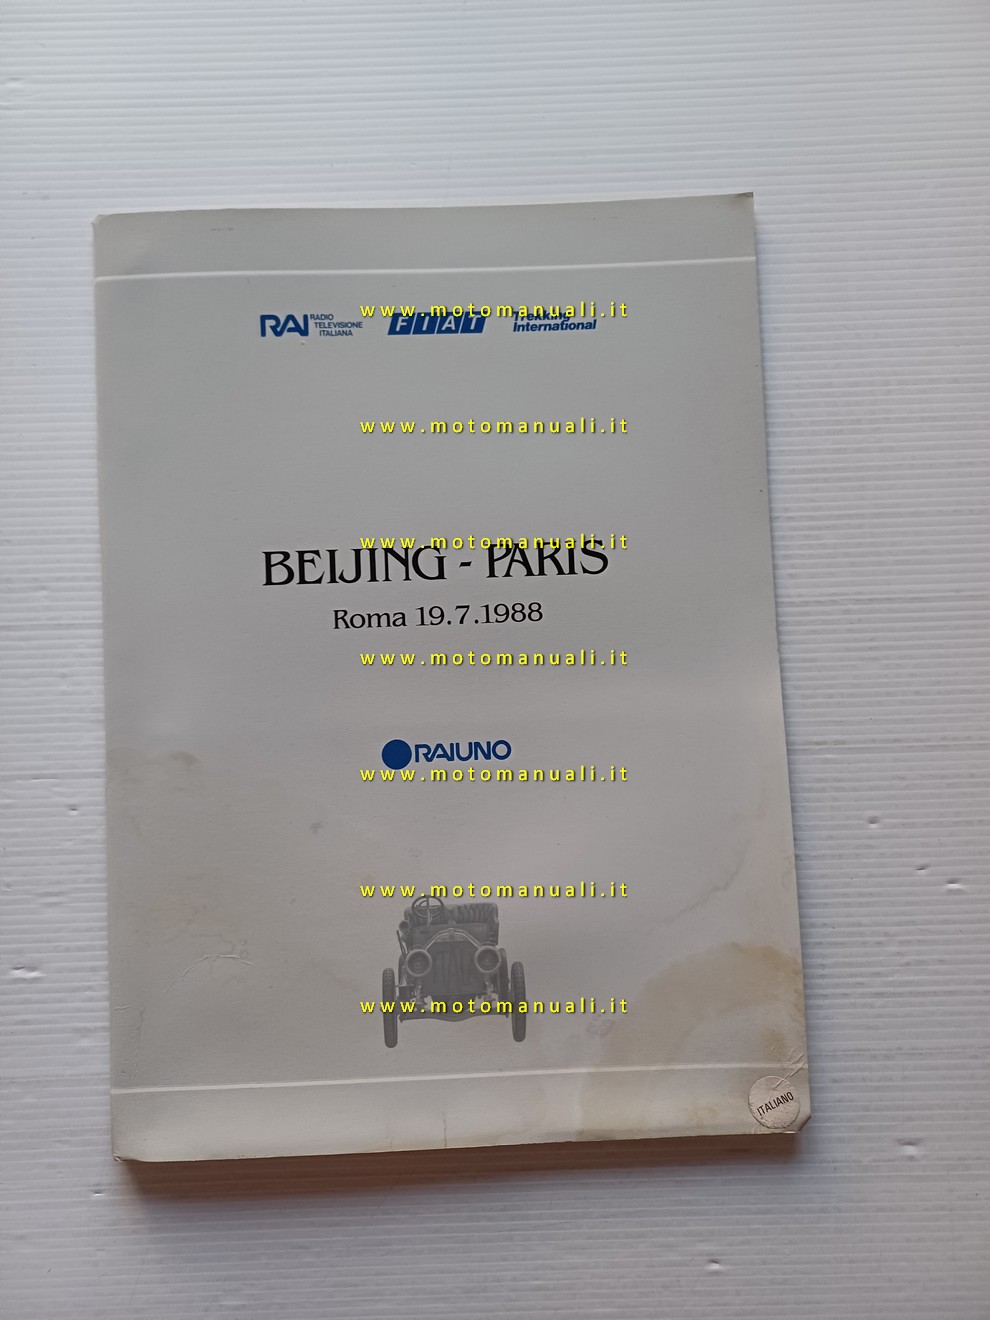 RAI RADIO
TELEVISIONE
ITALIANA
FIAT
Trekking
International
www.motomanuali.it
www.motomanuali.it
www.motomanuali.it
BEIJING - PARIS
Roma 19.7.1988
www.motomanuali.it
RAIUNO
www.motomanuali.it
www.motomanuali.it
www.motomanuali.it
ITALIANO